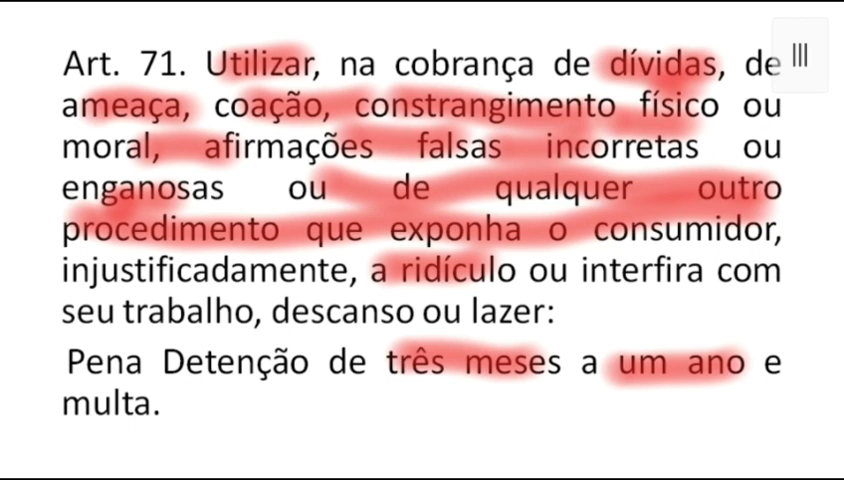 Art. 71. Utilizar, na cobrança de dívidas, de
ameaça, coação, constrangimento físico ou
moral, afirmações falsas incorretas ou
enganosas ou de qualquer outro
procedimento que exponha o consumidor,
injustificadamente, a ridículo ou interfira com
seu trabalho, descanso ou lazer:
Pena Detenção de três meses a um ano e
multa.